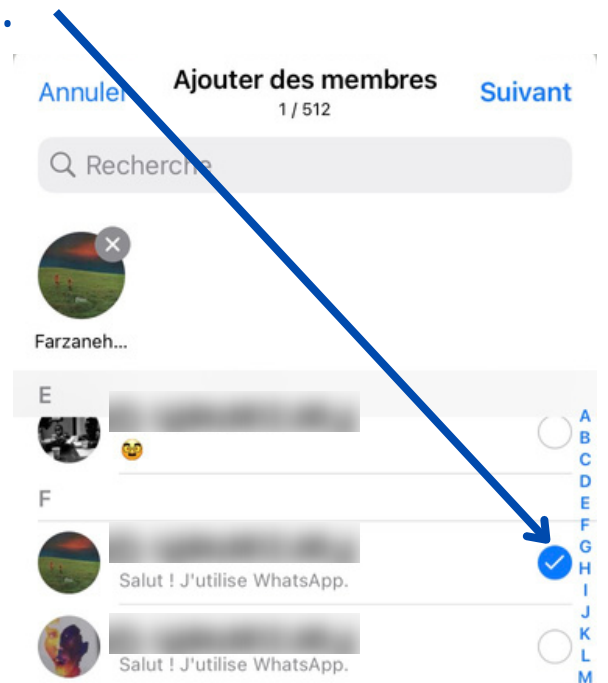 Annuler
Ajouter des membres
Suivant
1 / 512
Recherche
Farzaneh...
E
F
Salut ! J'utilise WhatsApp.
Salut ! J'utilise WhatsApp.
A
B
C
D
E
F
G
H
I
J
K
L
M